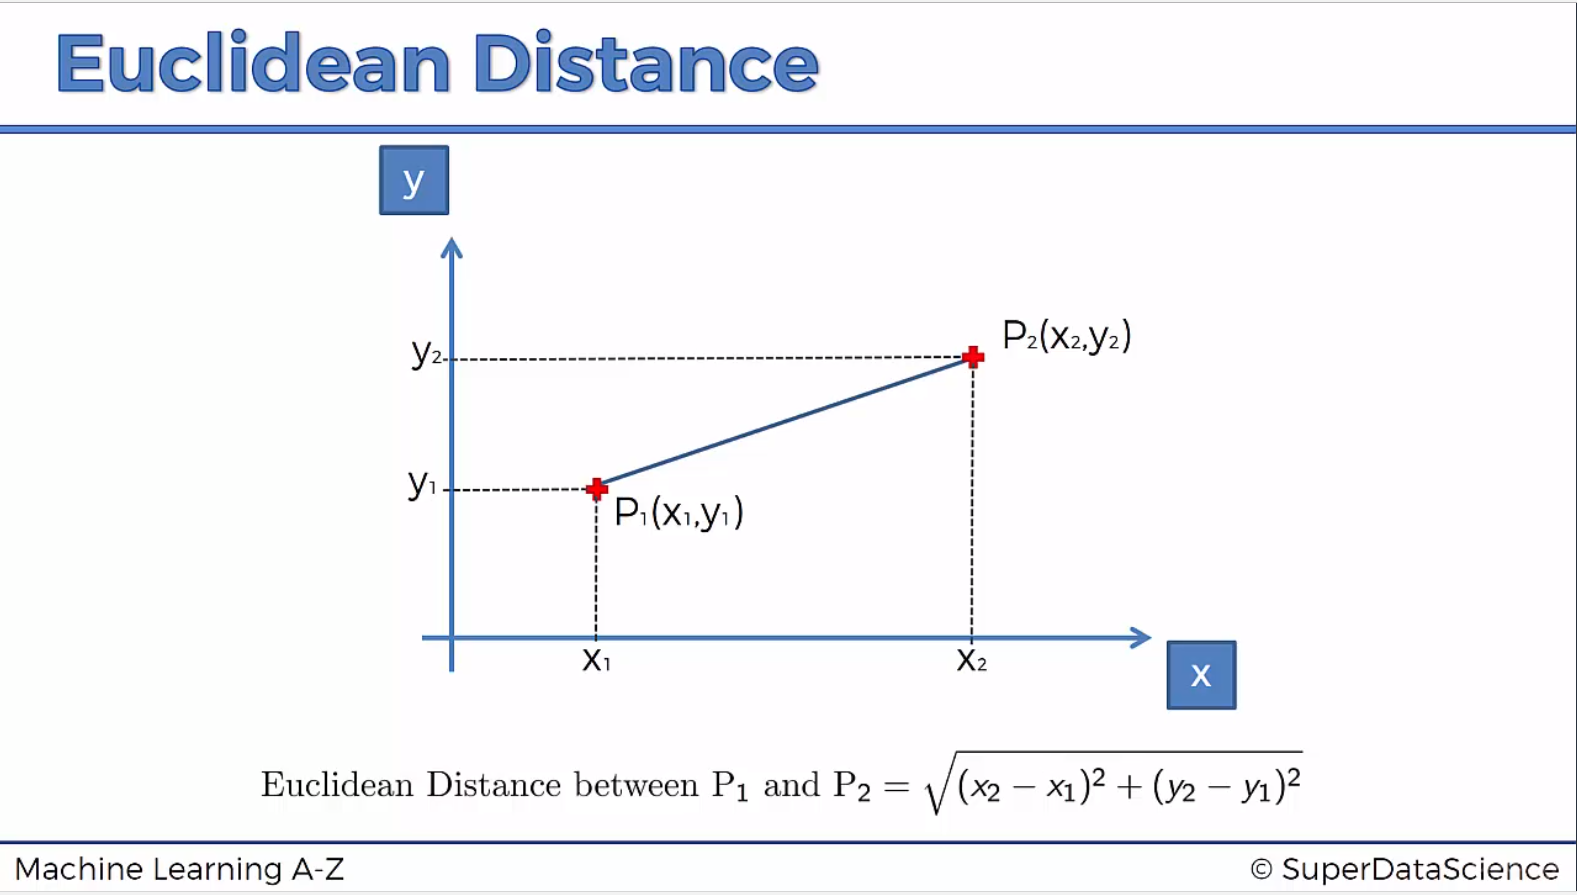 Euclidean Distance
y
y₂
P₂(x₂,y₂)
y₁
P₁(x₁,y₁)
x₁
x₂
x
Euclidean Distance between P₁ and P₂ = √(x₂ − x₁)² + (y₂ − y₁)²
Machine Learning A-Z
© SuperDataScience